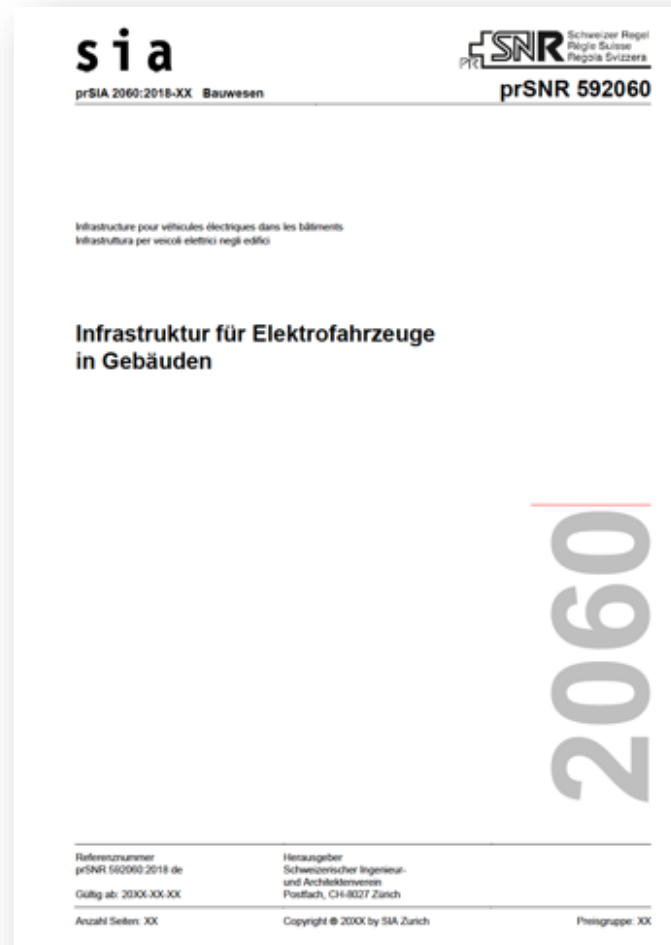 sia
PR SNR Schweizer Regel
Règle Suisse
Regola Svizzera
prSIA 2060:2018-XX Bauwesen
prSNR 592060
Infrastructure pour véhicules électriques dans les bâtiments
Infrastruttura per veicoli elettrici negli edifici
Infrastruktur für Elektrofahrzeuge
in Gebäuden
2060
Referenznummer
prSNR 592060:2018 de
Gültig ab: 20XX-XX-XX
Herausgeber
Schweizerischer Ingenieur-
und Architektenverein
Postfach, CH-8027 Zürich
Anzahl Seiten: XX
Copyright © 20XX by SIA Zurich
Preisgruppe: XX